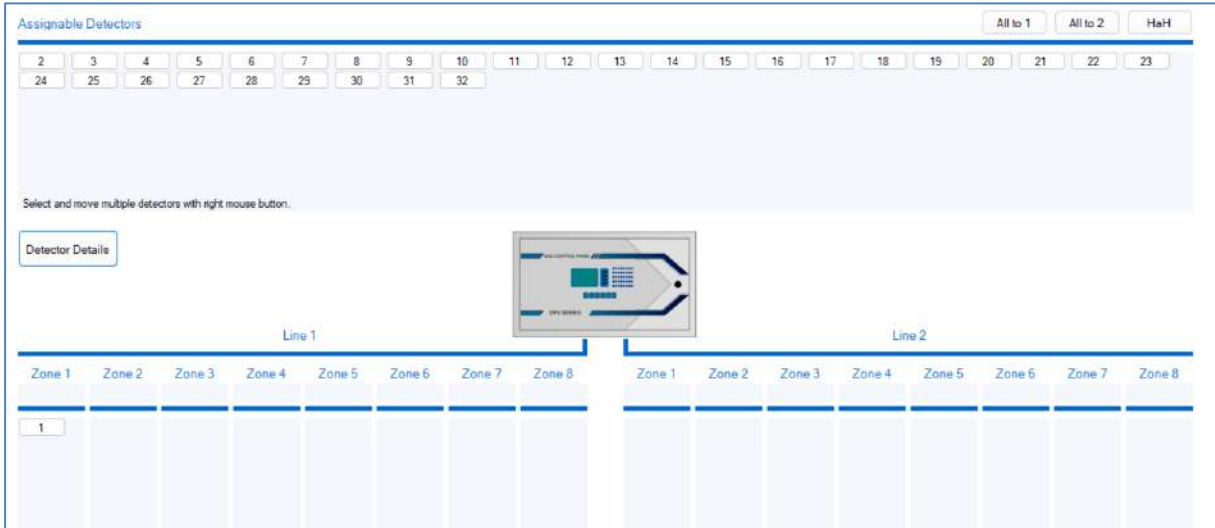 Assignable Detectors All to 1 All to 2 HaH
2 3 4 5 6 7 8 9 10 11 12 13 14 15 16 17 18 19 20 21 22 23
24 25 26 27 28 29 30 31 32
Select and move multiple detectors with right mouse button.
Detector Details
GAS CONTROL PANEL
SERIES
Line 1 Line 2
Zone 1 Zone 2 Zone 3 Zone 4 Zone 5 Zone 6 Zone 7 Zone 8 Zone 1 Zone 2 Zone 3 Zone 4 Zone 5 Zone 6 Zone 7 Zone 8
1